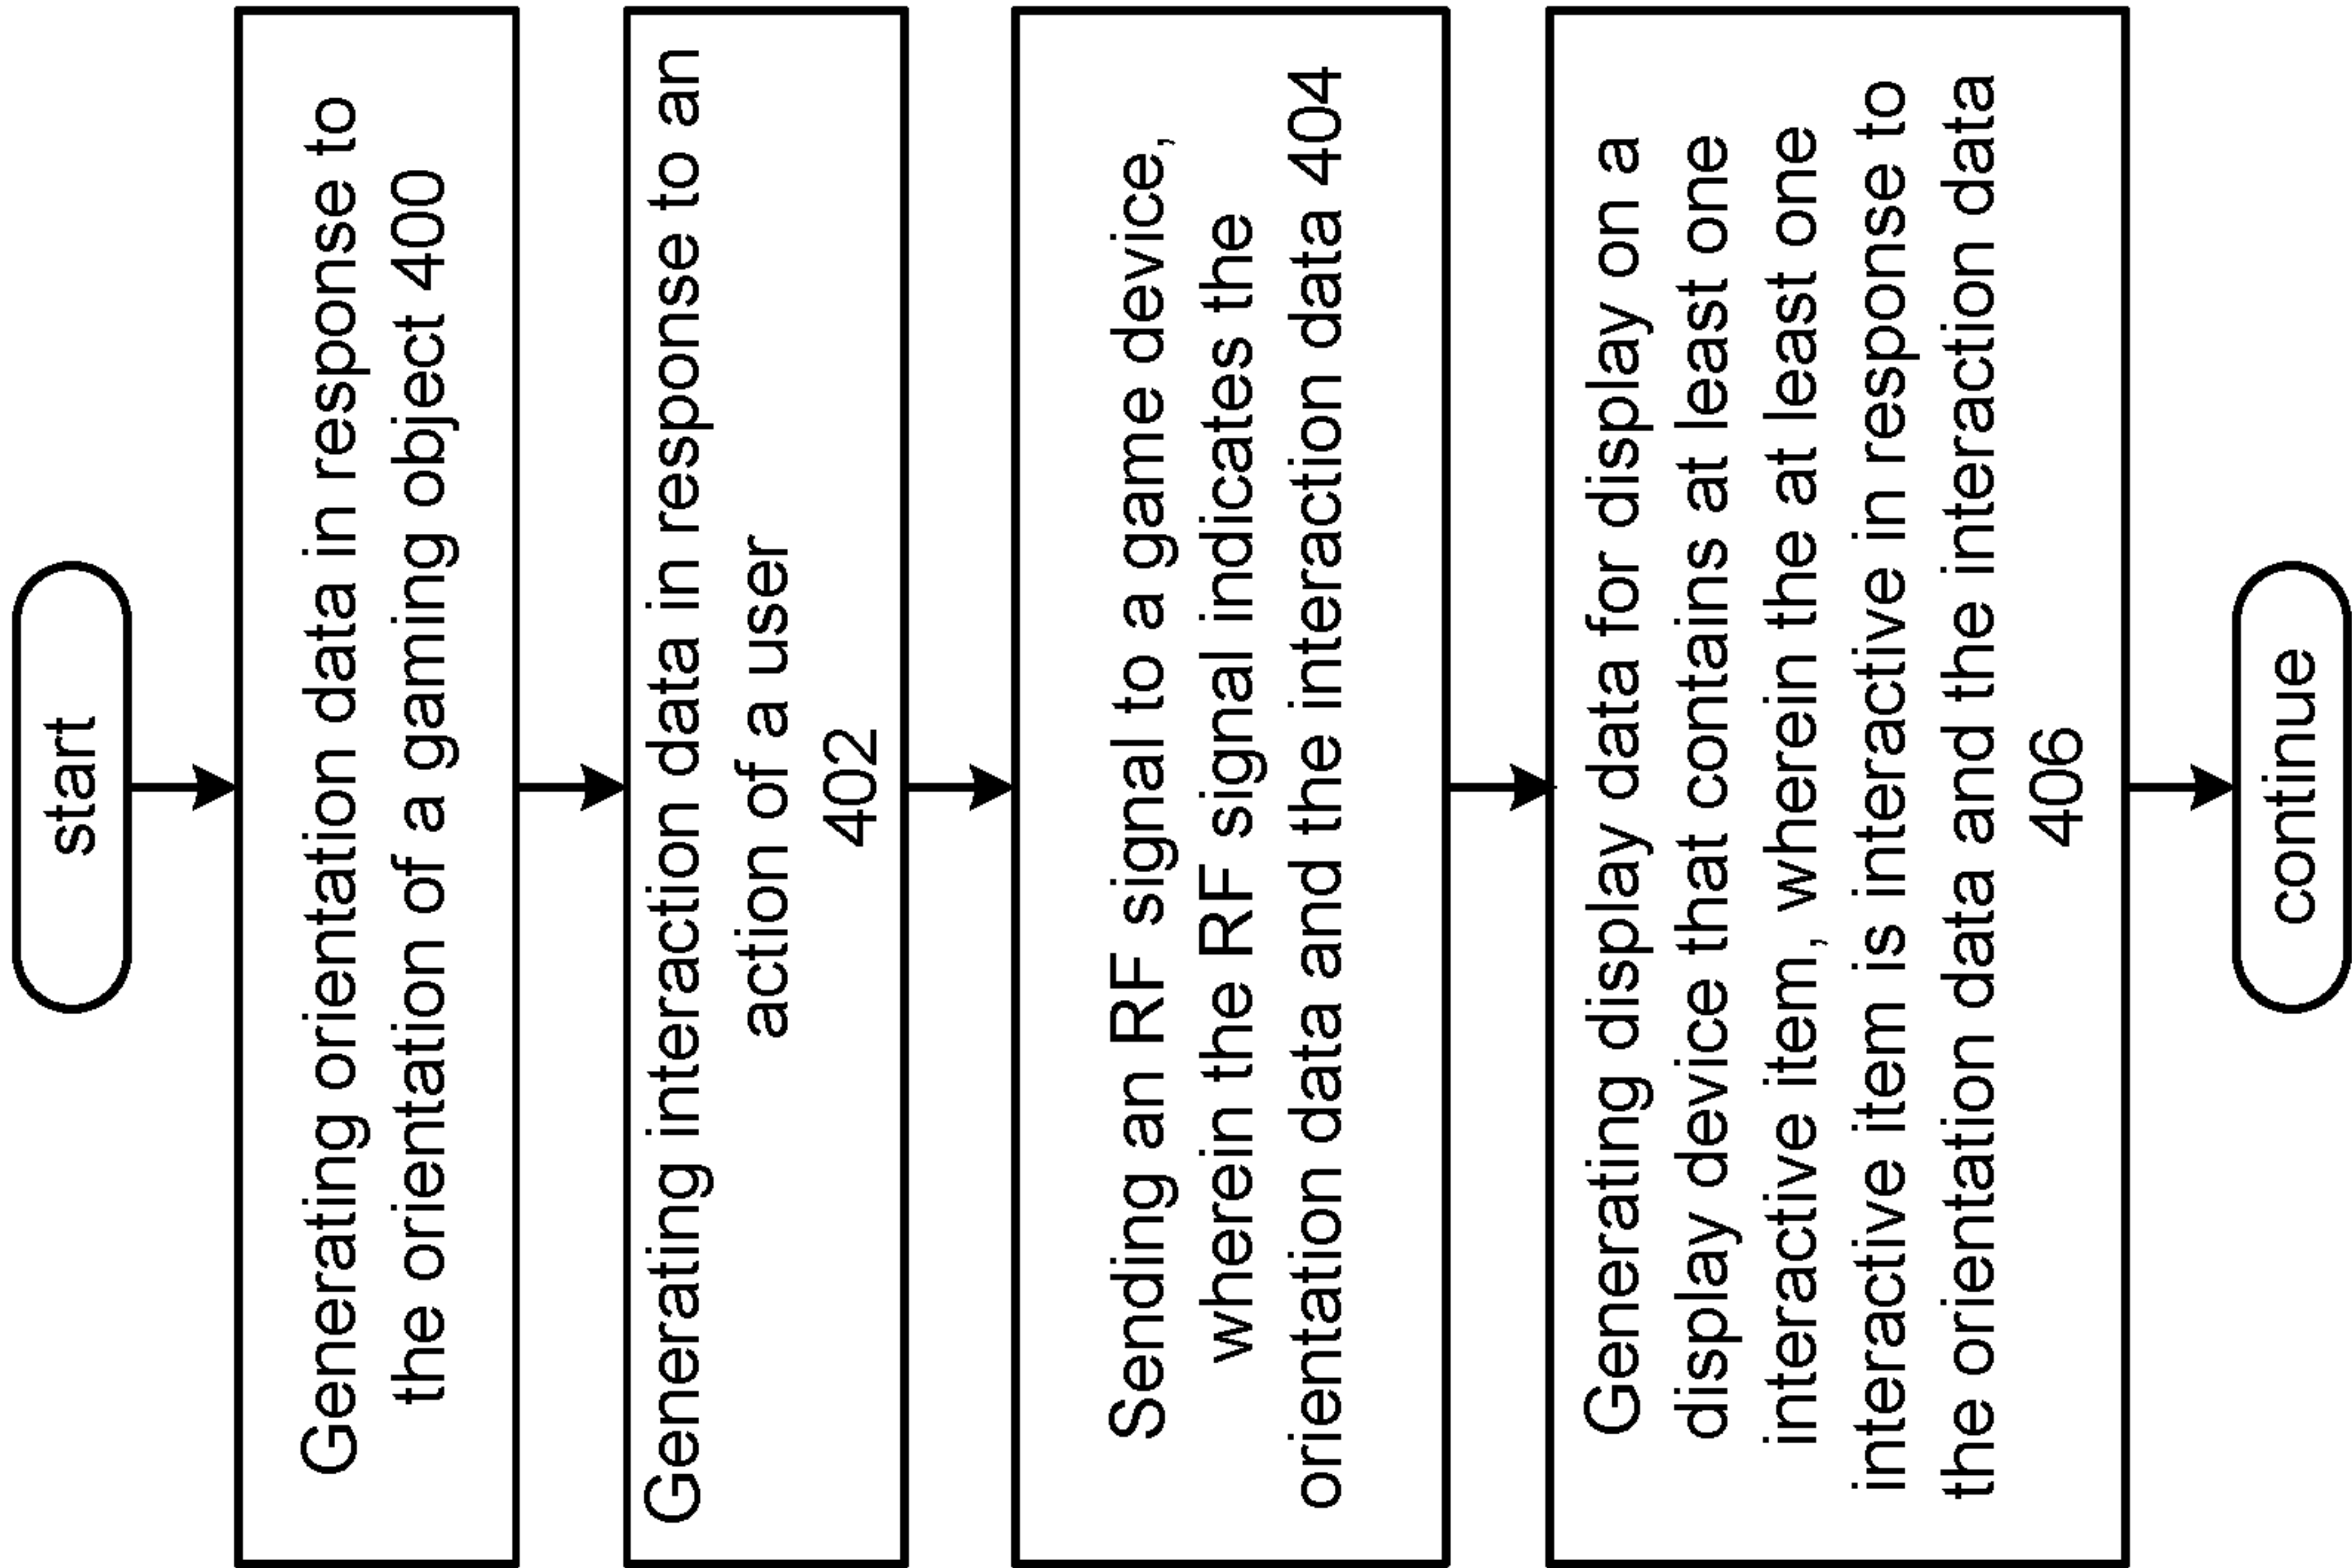 start
Generating orientation data in response to
the orientation of a gaming object 400
Generating interaction data in response to an
action of a user
402
Sending an RF signal to a game device,
wherein the RF signal indicates the
orientation data and the interaction data 404
Generating display data for display on a
display device that contains at least one
interactive item, wherein the at least one
interactive item is interactive in response to
the orientation data and the interaction data
406
continue